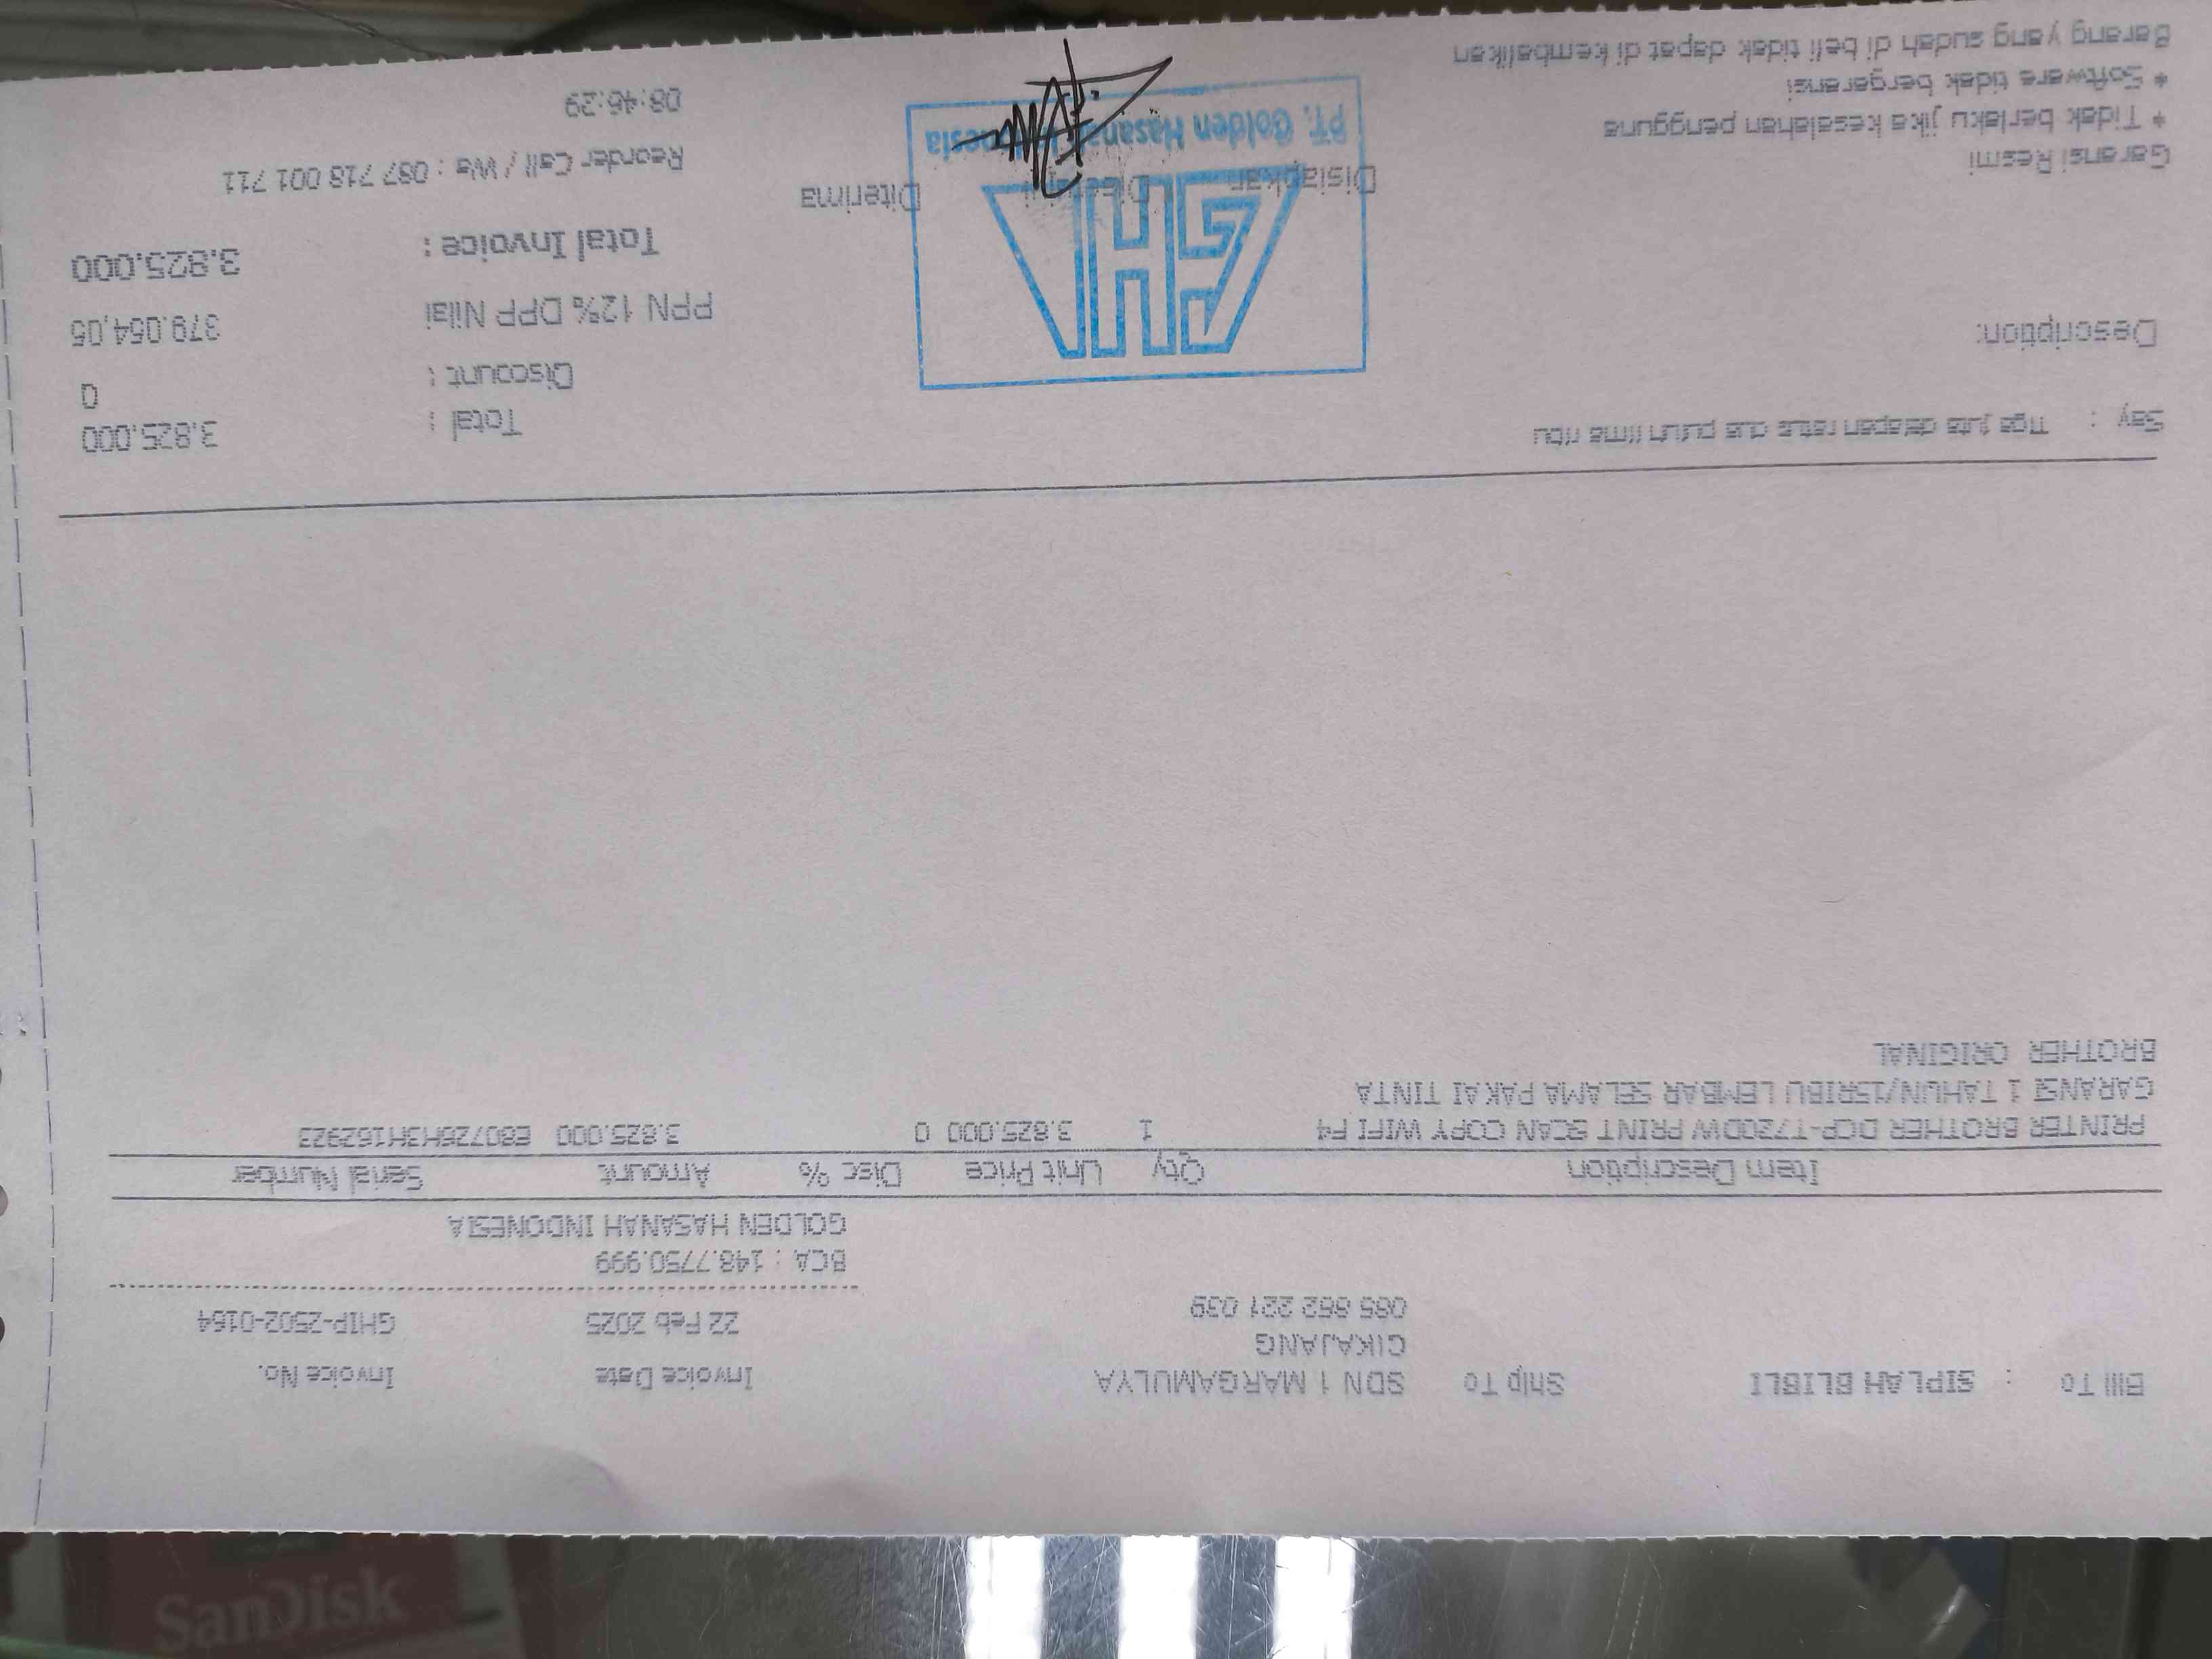 Bill To : SIPLAH BLIBLI Ship To SDN 1 MARGAMULYA Invoice Date Invoice No.
CIKAJANG
22 Feb 2025 GHIP-2502-0164
085 862 221 039
BCA : 148.7750.999
GOLDEN HASANAH INDONESIA
Item Description Qty Unit Price Disc % Amount Serial Number
PRINTER BROTHER DCP-T720DW PRINT SCAN COPY WIFI F4 1 3.825.000 0 3.825.000 E80726H3H162923
GARANSI 1 TAHUN/15RIBU LEMBAR SELAMA PAKAI TINTA
BROTHER ORIGINAL
Say : Tiga juta delapan ratus dua puluh lima ribu
Total : 3.825.000
Discount : 0
Description:
PPN 12% DPP Nilai 379.054,05
Total Invoice : 3.825.000
Garansi Resmi
* Tidak berlaku jika kesalahan pengguna
* Software tidak bergaransi
Barang yang sudah di beli tidak dapat di kembalikan
Disiapkan Disetujui Diterima
GHI
PT. Golden Hasanah Indonesia
Reorder Call / Wa : 087 718 001 711
08:46:29
SanDisk